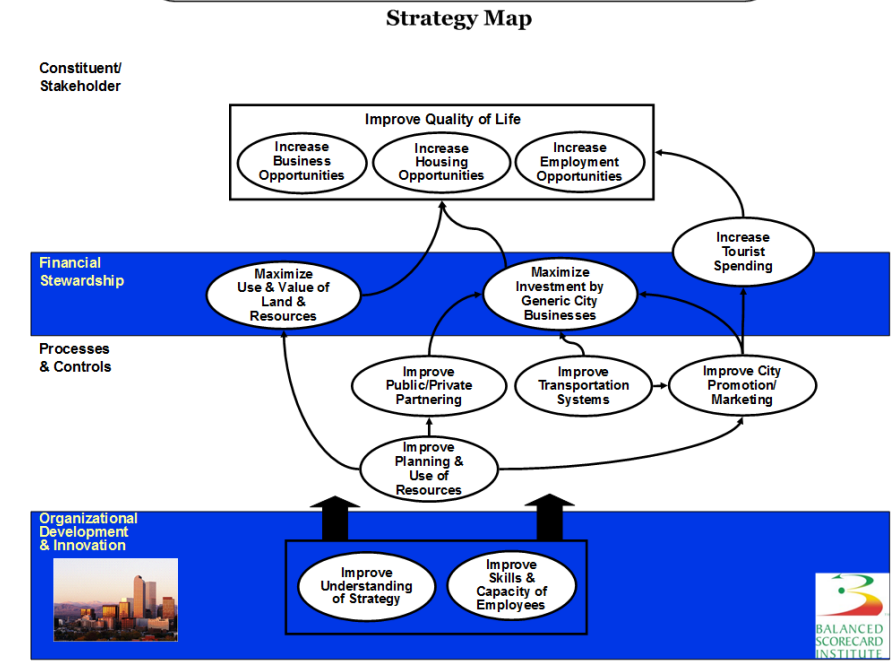 Strategy Map
Constituent/
Stakeholder
Improve Quality of Life
Increase
Business
Opportunities
Increase
Housing
Opportunities
Increase
Employment
Opportunities
Increase
Tourist
Spending
Financial
Stewardship
Maximize
Use & Value of
Land &
Resources
Maximize
Investment by
Generic City
Businesses
Processes
& Controls
Improve
Public/Private
Partnering
Improve
Transportation
Systems
Improve City
Promotion/
Marketing
Improve
Planning &
Use of
Resources
Organizational
Development
& Innovation
Improve
Understanding
of Strategy
Improve
Skills &
Capacity of
Employees
BALANCED
SCORECARD
INSTITUTE